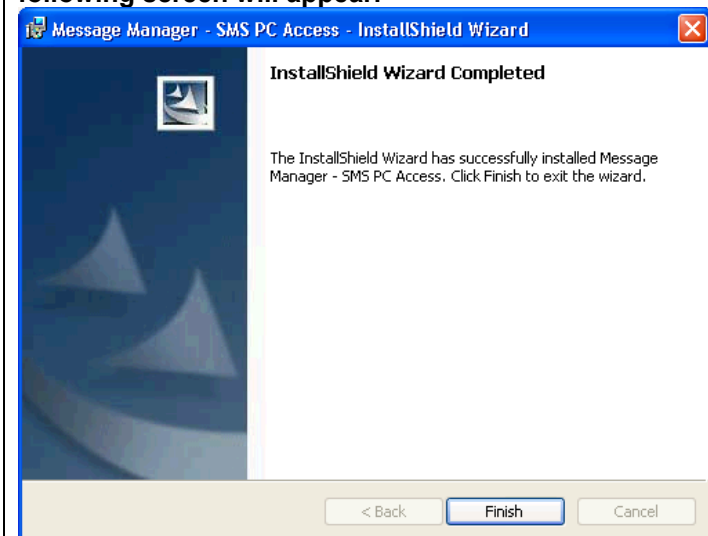 following screen will appear:
Message Manager - SMS PC Access - InstallShield Wizard
InstallShield Wizard Completed
The InstallShield Wizard has successfully installed Message
Manager - SMS PC Access. Click Finish to exit the wizard.
< Back
Finish
Cancel